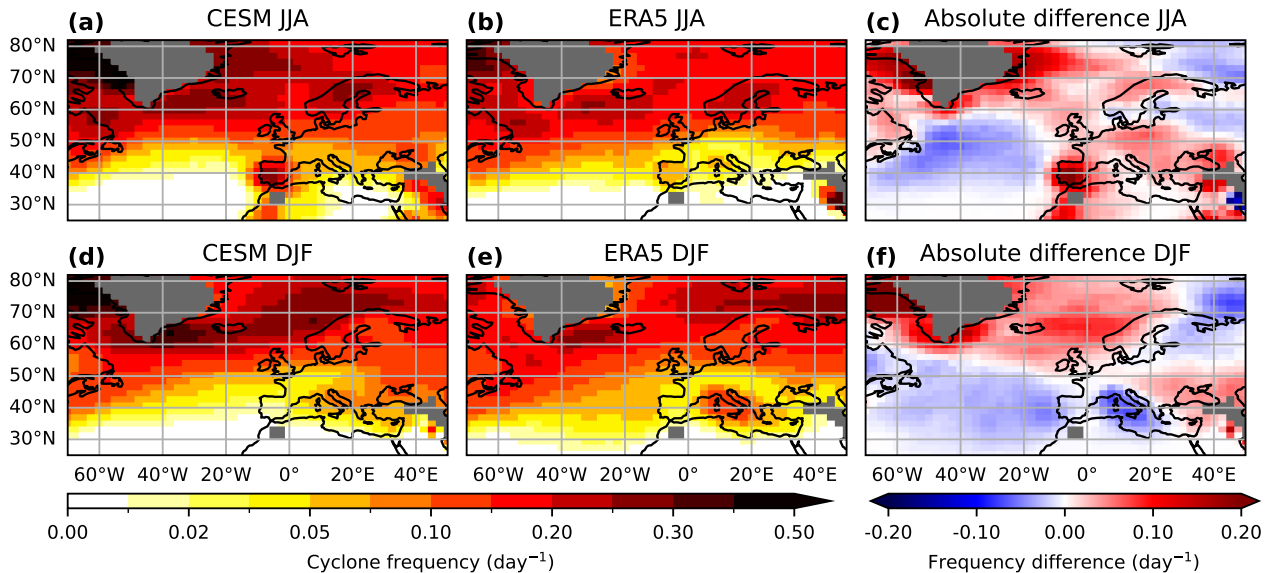 (a) CESM JJA
(b) ERA5 JJA
(c) Absolute difference JJA
80°N
70°N
60°N
50°N
40°N
30°N
(d) CESM DJF
(e) ERA5 DJF
(f) Absolute difference DJF
80°N
70°N
60°N
50°N
40°N
30°N
60°W 40°W 20°W 0° 20°E 40°E
60°W 40°W 20°W 0° 20°E 40°E
60°W 40°W 20°W 0° 20°E 40°E
0.00 0.02 0.05 0.10 0.20 0.30 0.50
Cyclone frequency (day⁻¹)
-0.20 -0.10 0.00 0.10 0.20
Frequency difference (day⁻¹)